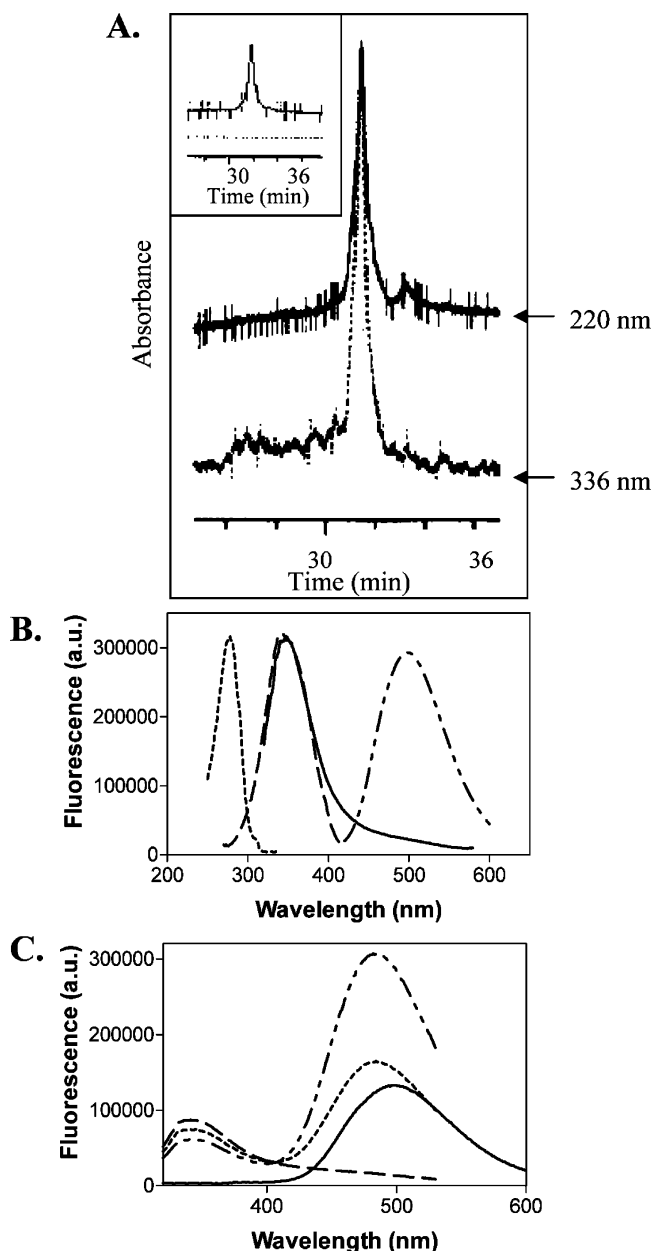 A.
30 36
Time (min)
Absorbance
220 nm
336 nm
30 36
Time (min)
B.
Fluorescence (a.u.)
300000
200000
100000
0
200 300 400 500 600
Wavelength (nm)
C.
Fluorescence (a.u.)
300000
200000
100000
0
400 500 600
Wavelength (nm)